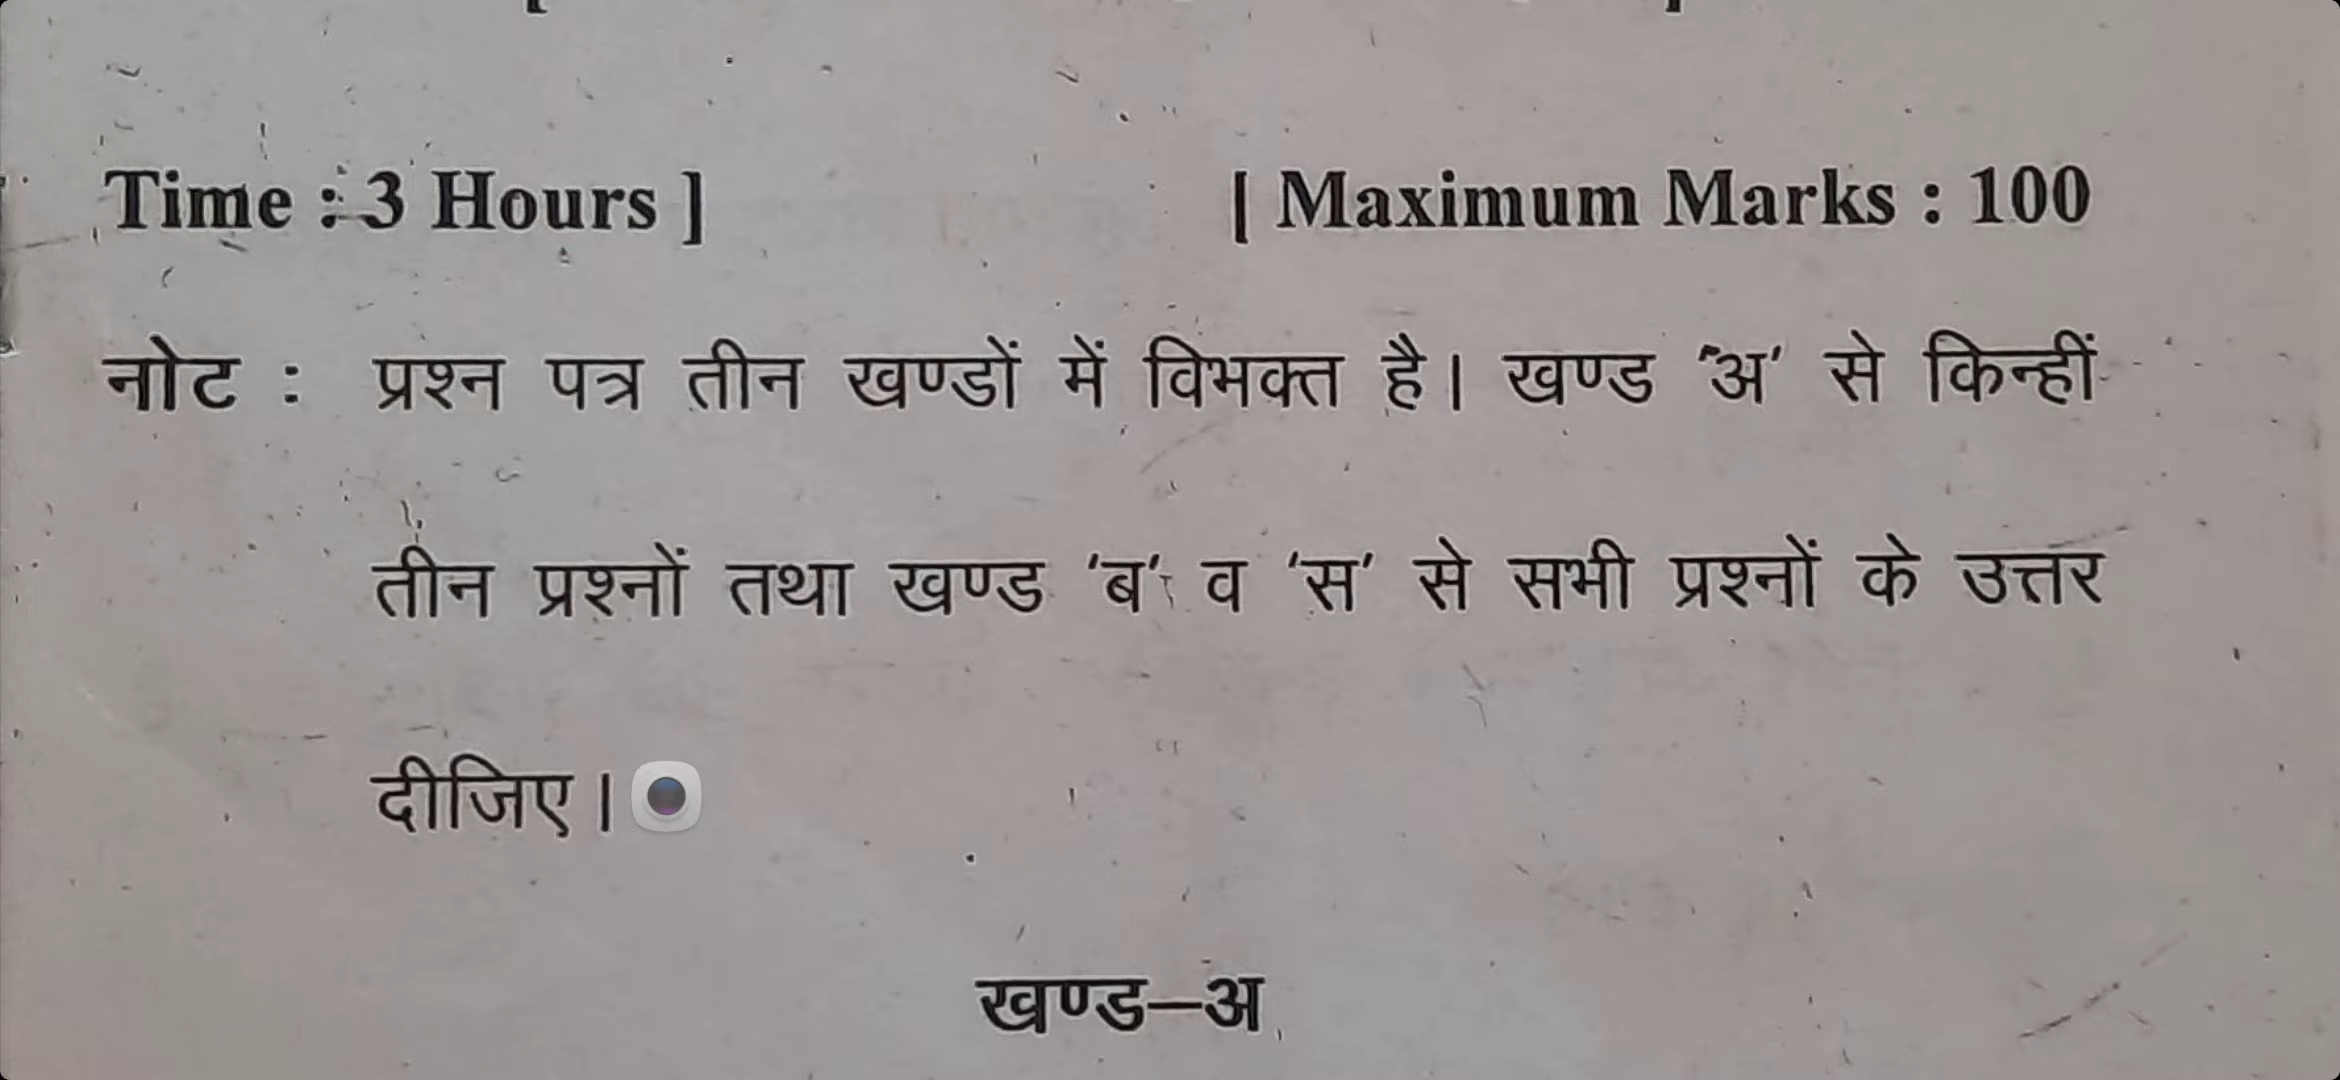 Time : 3 Hours ] [ Maximum Marks : 100
नोट : प्रश्न पत्र तीन खण्डों में विभक्त है। खण्ड 'अ' से किन्हीं
तीन प्रश्नों तथा खण्ड 'ब' व 'स' से सभी प्रश्नों के उत्तर
दीजिए।
खण्ड–अ